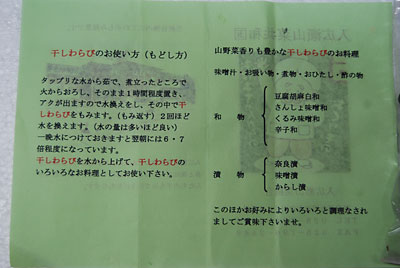 干しわらびのお使い方（もどし方）
タップリな水から茹で、煮立ったところで
火からおろし、そのまま１時間程度置き、
アクが出ますので水換えをし、その中で干
しわらびをもみます。（もみ返す）２回ほど
水を換えます。（水の量は多いほど良い）
一晩水につけておきますと翌朝には６・７
倍程度になっています。
干しわらびを水から上げて、干しわらびの
いろいろなお料理としてお使い下さい。
山野菜香りも豊かな干しわらびのお料理
味噌汁・お吸い物・煮物・おひたし・酢の物
和　物
豆腐胡麻白和
さんしょ味噌和
くるみ味噌和
辛子和
漬　物
奈良漬
味噌漬
からし漬
このほかお好みによりいろいろと調理なされ
ましてご賞味下さいませ。